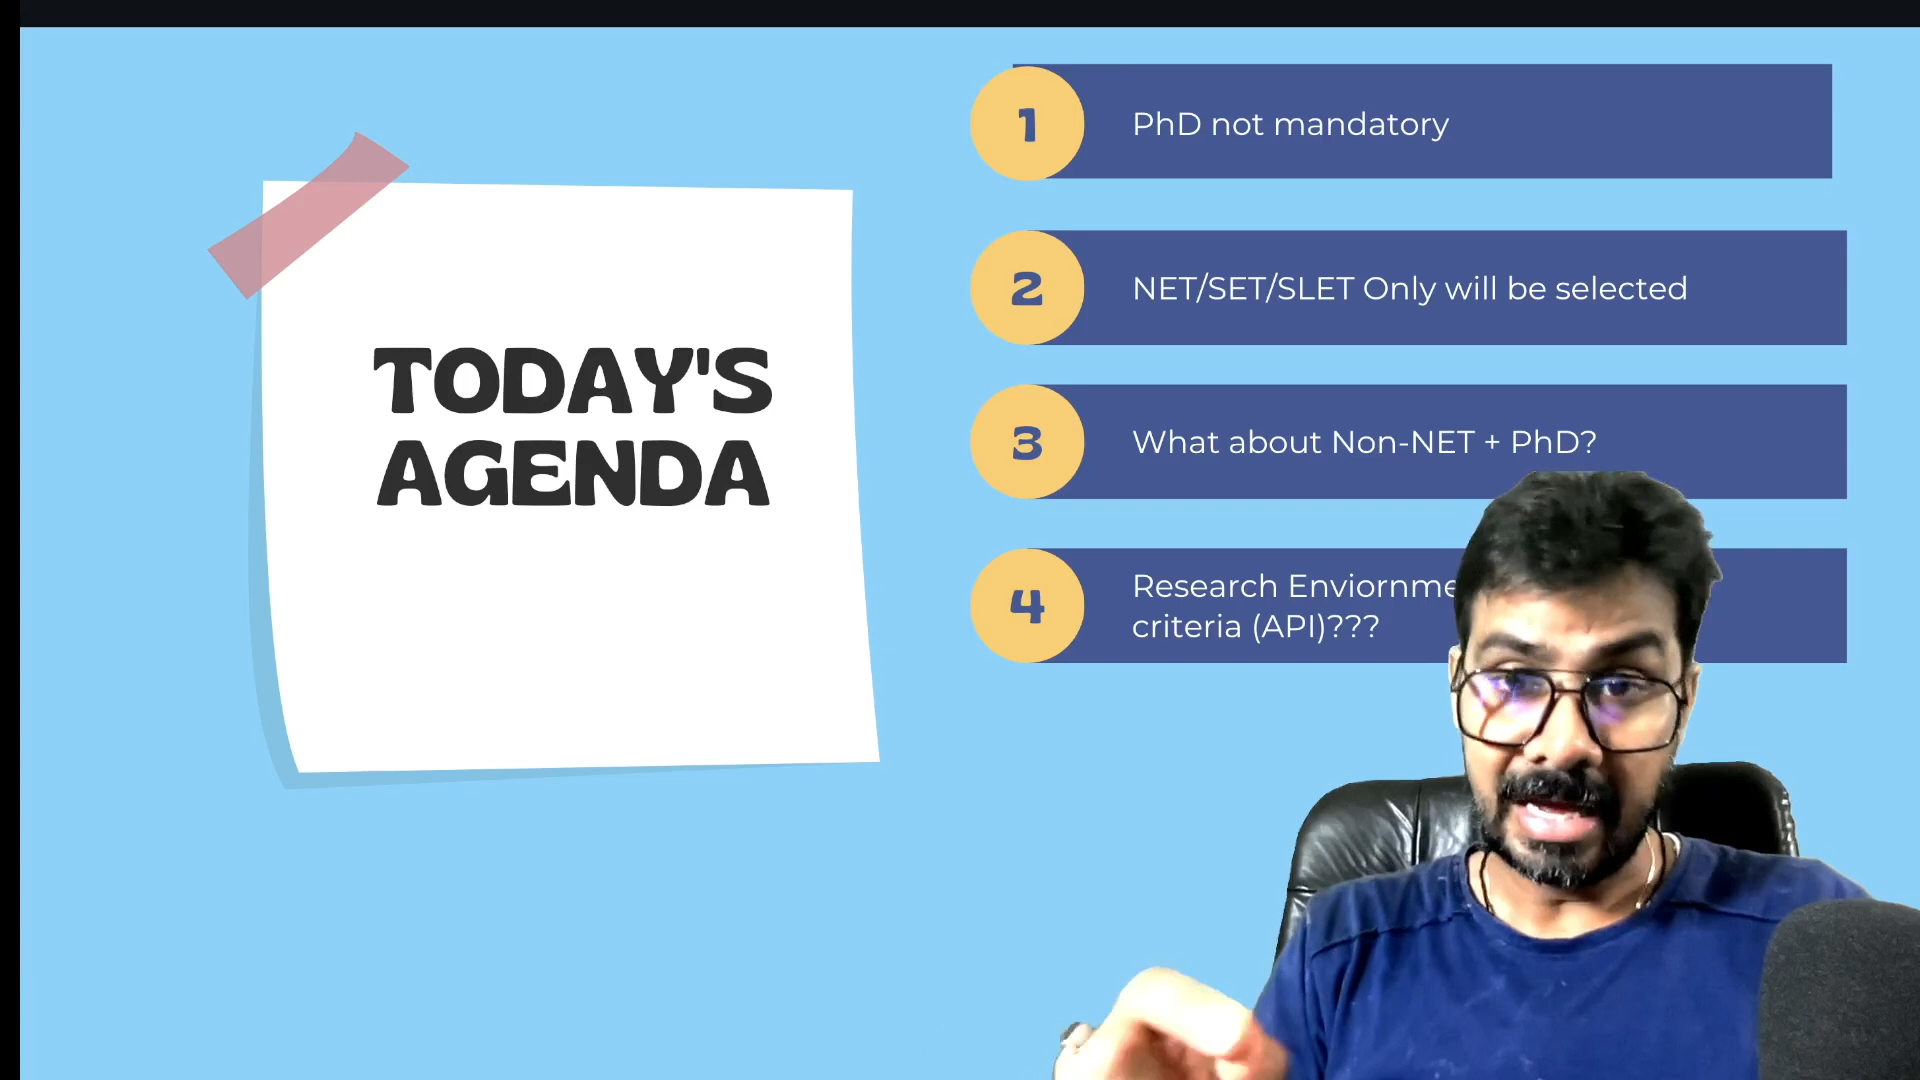 TODAY'S
AGENDA
1
PhD not mandatory
2
NET/SET/SLET Only will be selected
3
What about Non-NET + PhD?
4
Research
criteria (API)???